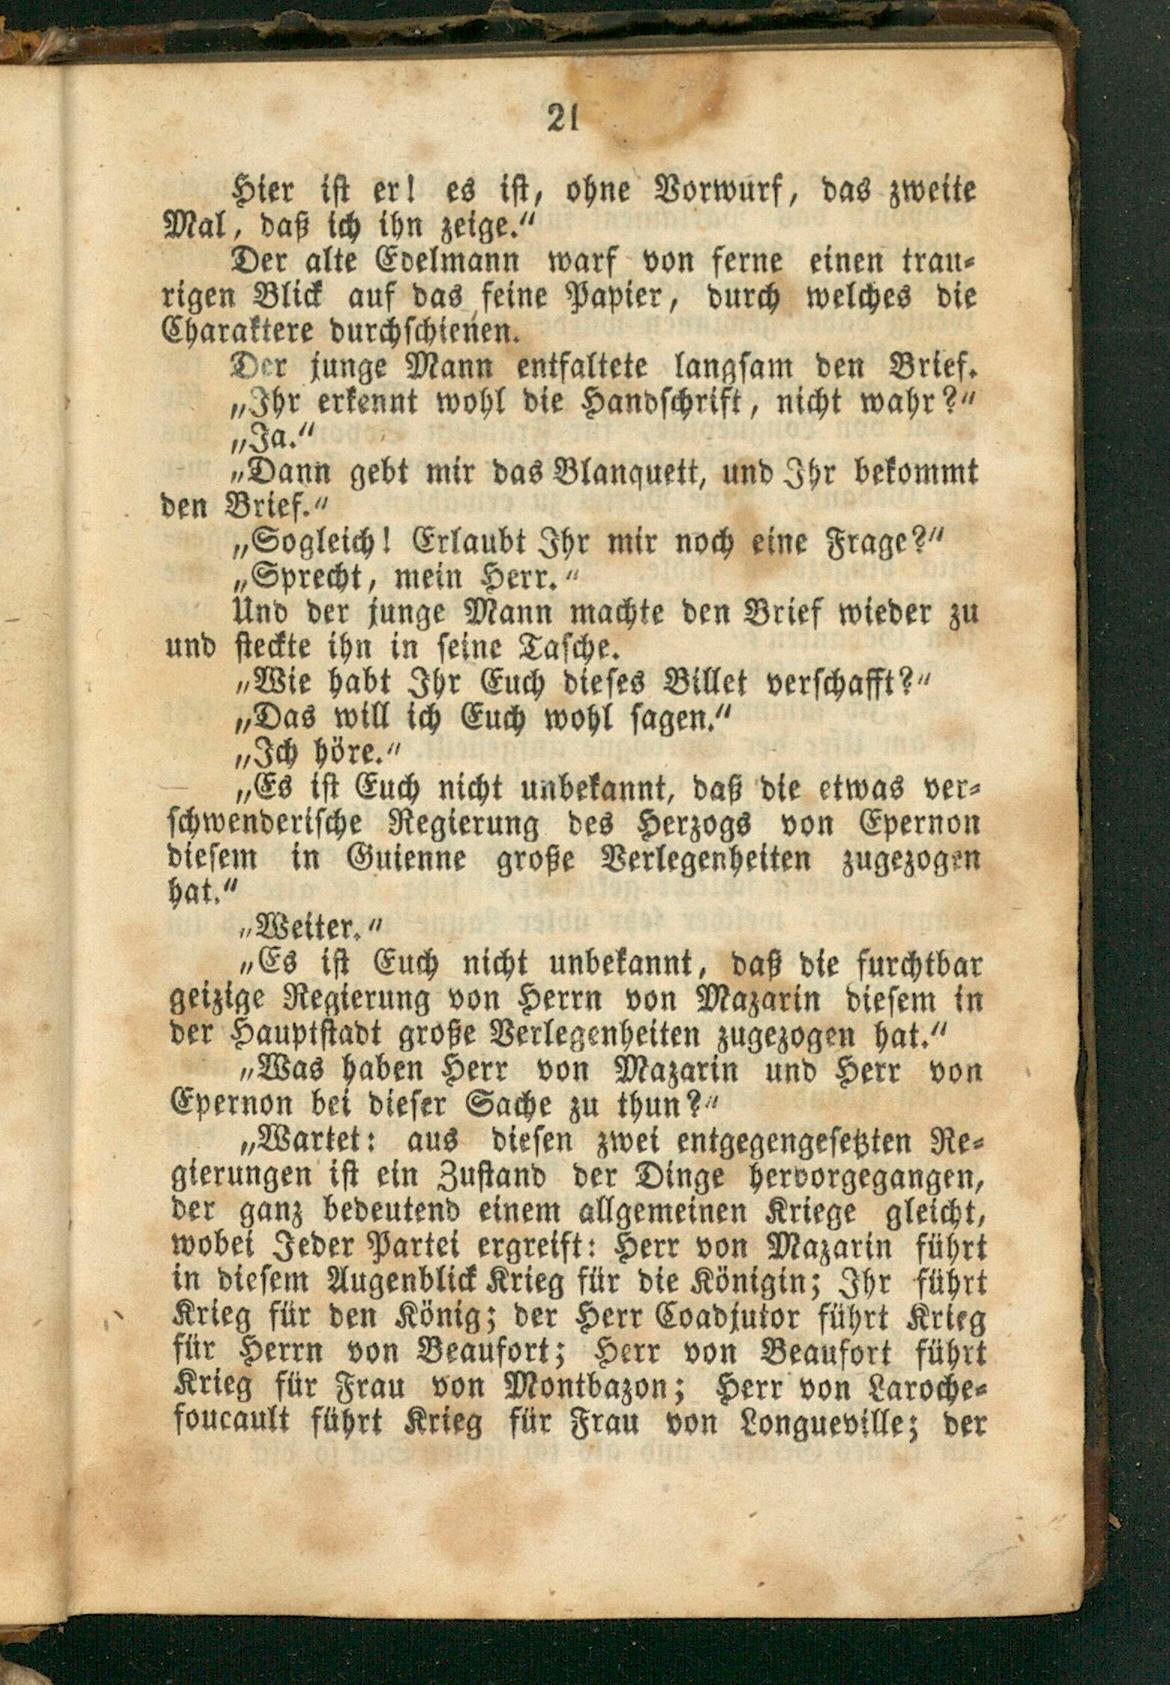 21
Hier ist er! es ist, ohne Vorwurf, das zweite
Mal, daß ich ihn zeige.“
Der alte Edelmann warf von ferne einen trau-
rigen Blick auf das feine Papier, durch welches die
Charaktere durchschienen.
Der junge Mann entfaltete langsam den Brief.
„Ihr erkennt wohl die Handschrift, nicht wahr?“
„Ja.“
„Dann gebt mir das Blanquett, und Ihr bekommt
den Brief.“
„Sogleich! Erlaubt Ihr mir noch eine Frage?“
„Sprecht, mein Herr.“
Und der junge Mann machte den Brief wieder zu
und steckte ihn in seine Tasche.
„Wie habt Ihr Euch dieses Billet verschafft?“
„Das will ich Euch wohl sagen.“
„Ich höre.“
„Es ist Euch nicht unbekannt, daß die etwas ver-
schwenderische Regierung des Herzogs von Epernon
diesem in Guienne große Verlegenheiten zugezogen
hat.“
„Weiter.“
„Es ist Euch nicht unbekannt, daß die furchtbar
geizige Regierung von Herrn von Mazarin diesem in
der Hauptstadt große Verlegenheiten zugezogen hat.“
„Was haben Herr von Mazarin und Herr von
Epernon bei dieser Sache zu thun?“
„Wartet: aus diesen zwei entgegengesetzten Re-
gierungen ist ein Zustand der Dinge hervorgegangen,
der ganz bedeutend einem allgemeinen Kriege gleicht,
wobei Jeder Partei ergreift: Herr von Mazarin führt
in diesem Augenblick Krieg für die Königin; Ihr führt
Krieg für den König; der Herr Coadjutor führt Krieg
für Herrn von Beaufort; Herr von Beaufort führt
Krieg für Frau von Montbazon; Herr von Laroche-
foucault führt Krieg für Frau von Longueville; der